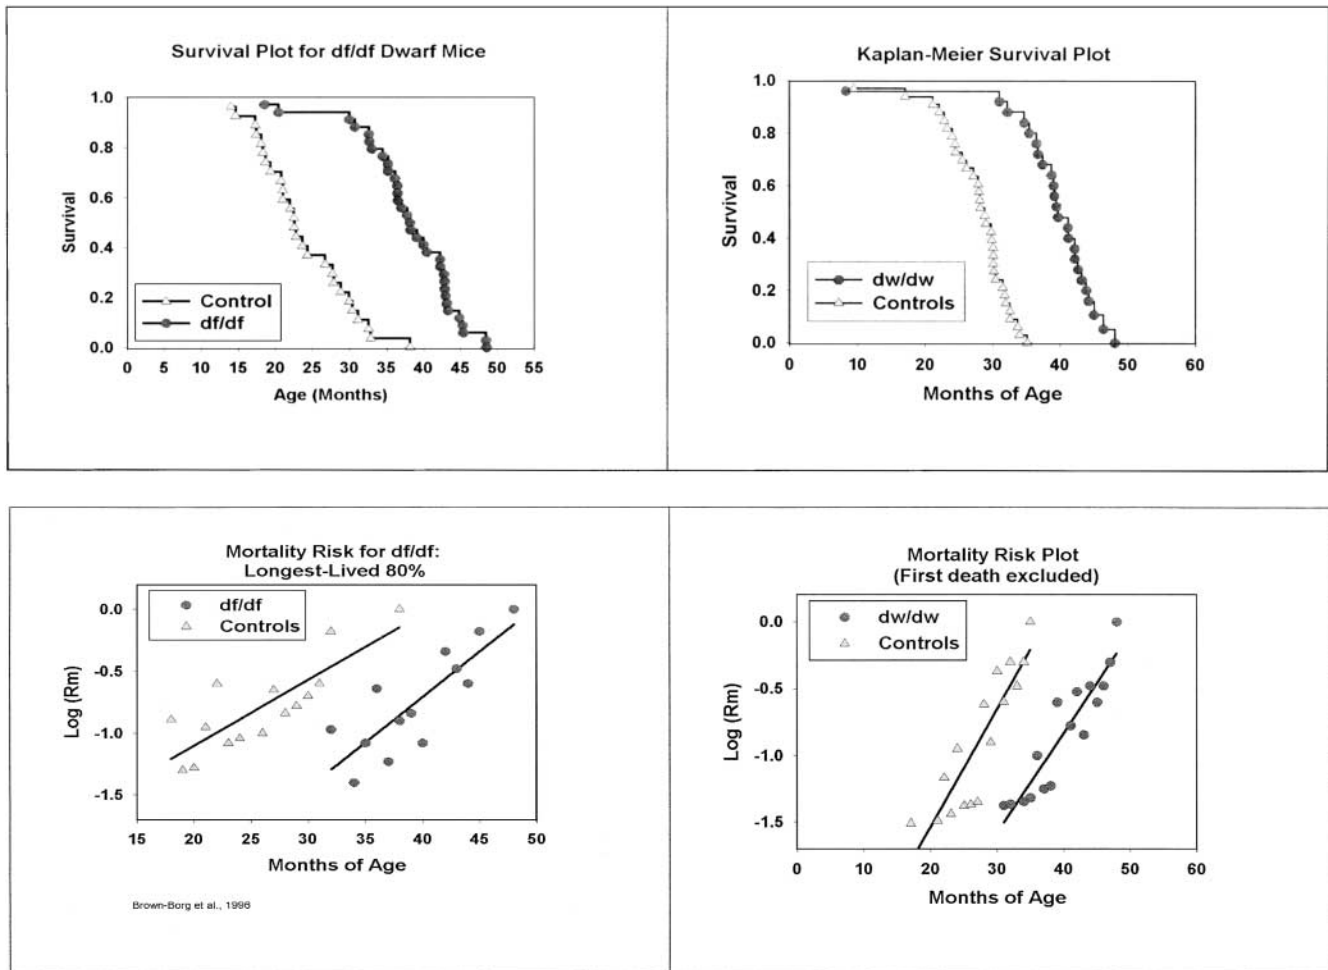 Survival Plot for df/df Dwarf Mice
Survival
1.0
0.8
0.6
0.4
0.2
0.0
Control
df/df
0 5 10 15 20 25 30 35 40 45 50 55
Age (Months)
Kaplan-Meier Survival Plot
Survival
1.0
0.8
0.6
0.4
0.2
0.0
dw/dw
Controls
0 10 20 30 40 50 60
Months of Age
Mortality Risk for df/df:
Longest-Lived 80%
Log (Rm)
0.0
-0.5
-1.0
-1.5
df/df
Controls
15 20 25 30 35 40 45 50
Months of Age
Brown-Borg et al., 1996
Mortality Risk Plot
(First death excluded)
Log (Rm)
0.0
-0.5
-1.0
-1.5
dw/dw
Controls
0 10 20 30 40 50 60
Months of Age